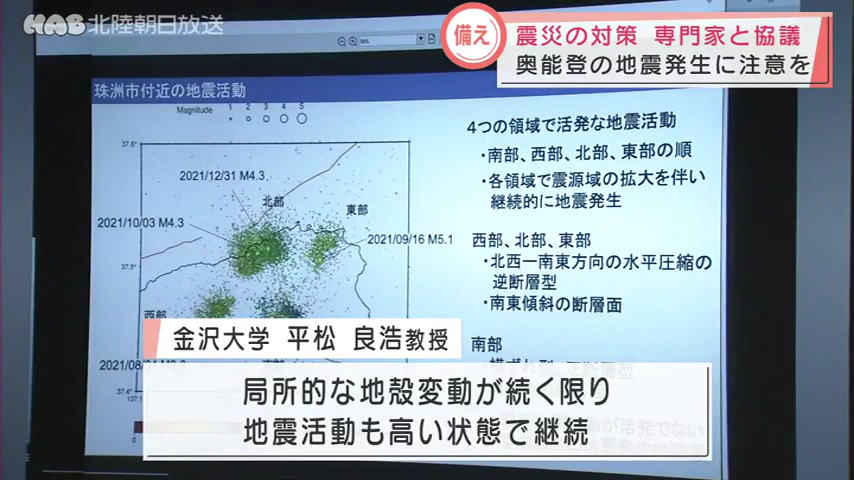 HAB北陸朝日放送
備え
震災の対策 専門家と協議
奥能登の地震発生に注意を
珠洲市付近の地震活動
Magnitude 1 2 3 4 5
37.6°
2021/12/31 M4.3
北部
東部
2021/10/03 M4.3
2021/09/16 M5.1
37.5°
西部
37.4°
4つの領域で活発な地震活動
・南部、西部、北部、東部の順
・各領域で震源域の拡大を伴い
継続的に地震発生
西部、北部、東部
・北西ー南東方向の水平圧縮の
逆断層型
・南東傾斜の断層面
南部
金沢大学 平松 良浩教授
局所的な地殻変動が続く限り
地震活動も高い状態で継続